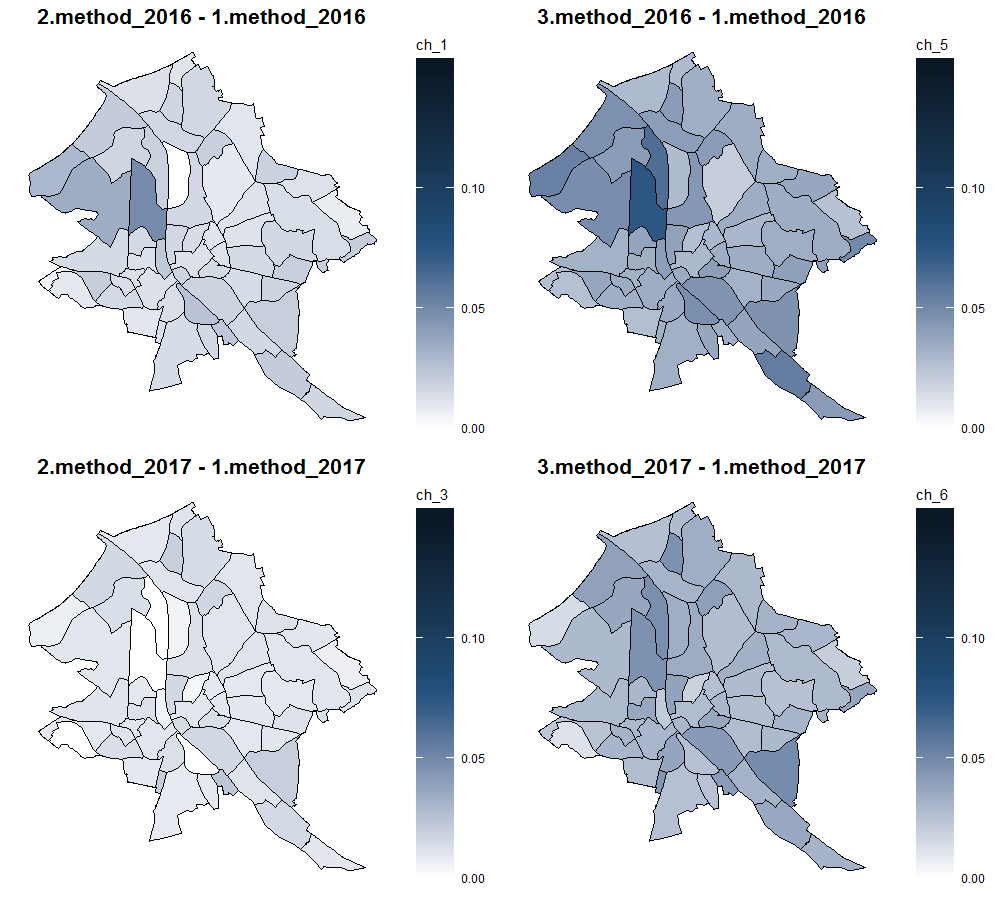 2.method_2016 - 1.method_2016
ch_1
0.10
0.05
0.00
3.method_2016 - 1.method_2016
ch_5
0.10
0.05
0.00
2.method_2017 - 1.method_2017
ch_3
0.10
0.05
0.00
3.method_2017 - 1.method_2017
ch_6
0.10
0.05
0.00